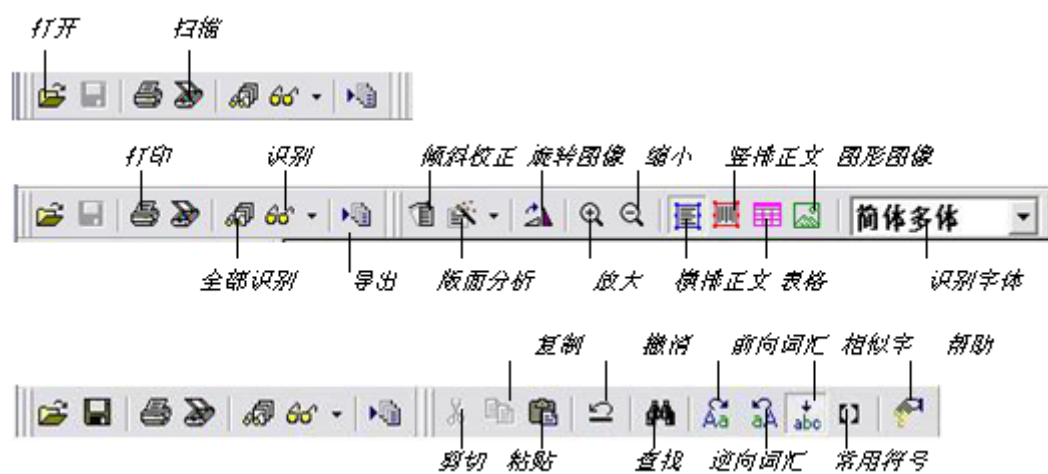 打开 扫描
打印 识别 倾斜校正 旋转图像 缩小 竖排正文 图形图像
简体多体
全部识别 导出 版面分析 放大 横排正文 表格 识别字体
复制 撤消 前向词汇 相似字 帮助
Aa aA abc
剪切 粘贴 查找 逆向词汇 常用符号